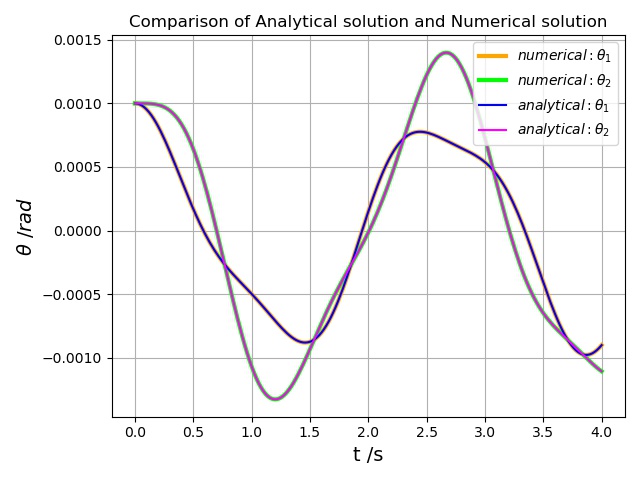 Comparison of Analytical solution and Numerical solution
0.0015
0.0010
0.0005
0.0000
−0.0005
−0.0010
θ /rad
numerical : θ₁
numerical : θ₂
analytical : θ₁
analytical : θ₂
0.0 0.5 1.0 1.5 2.0 2.5 3.0 3.5 4.0
t /s